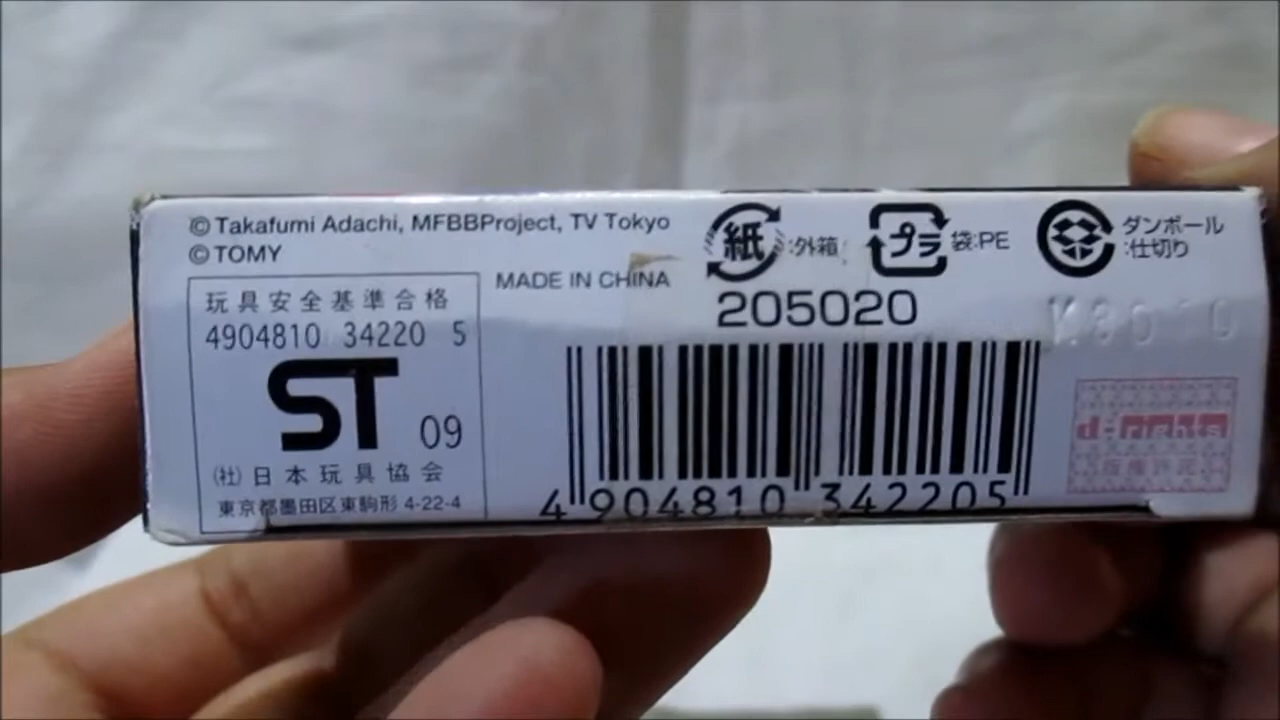 © Takafumi Adachi, MFBBProject, TV Tokyo
© TOMY
MADE IN CHINA
玩具安全基準合格
4904810 34220 5
ST 09
(社)日本玩具協会
東京都墨田区東駒形 4-22-4
紙 :外箱
プラ 袋:PE
ダンボール
:仕切り
205020
4 904810 342205
d-rights
版権許諾